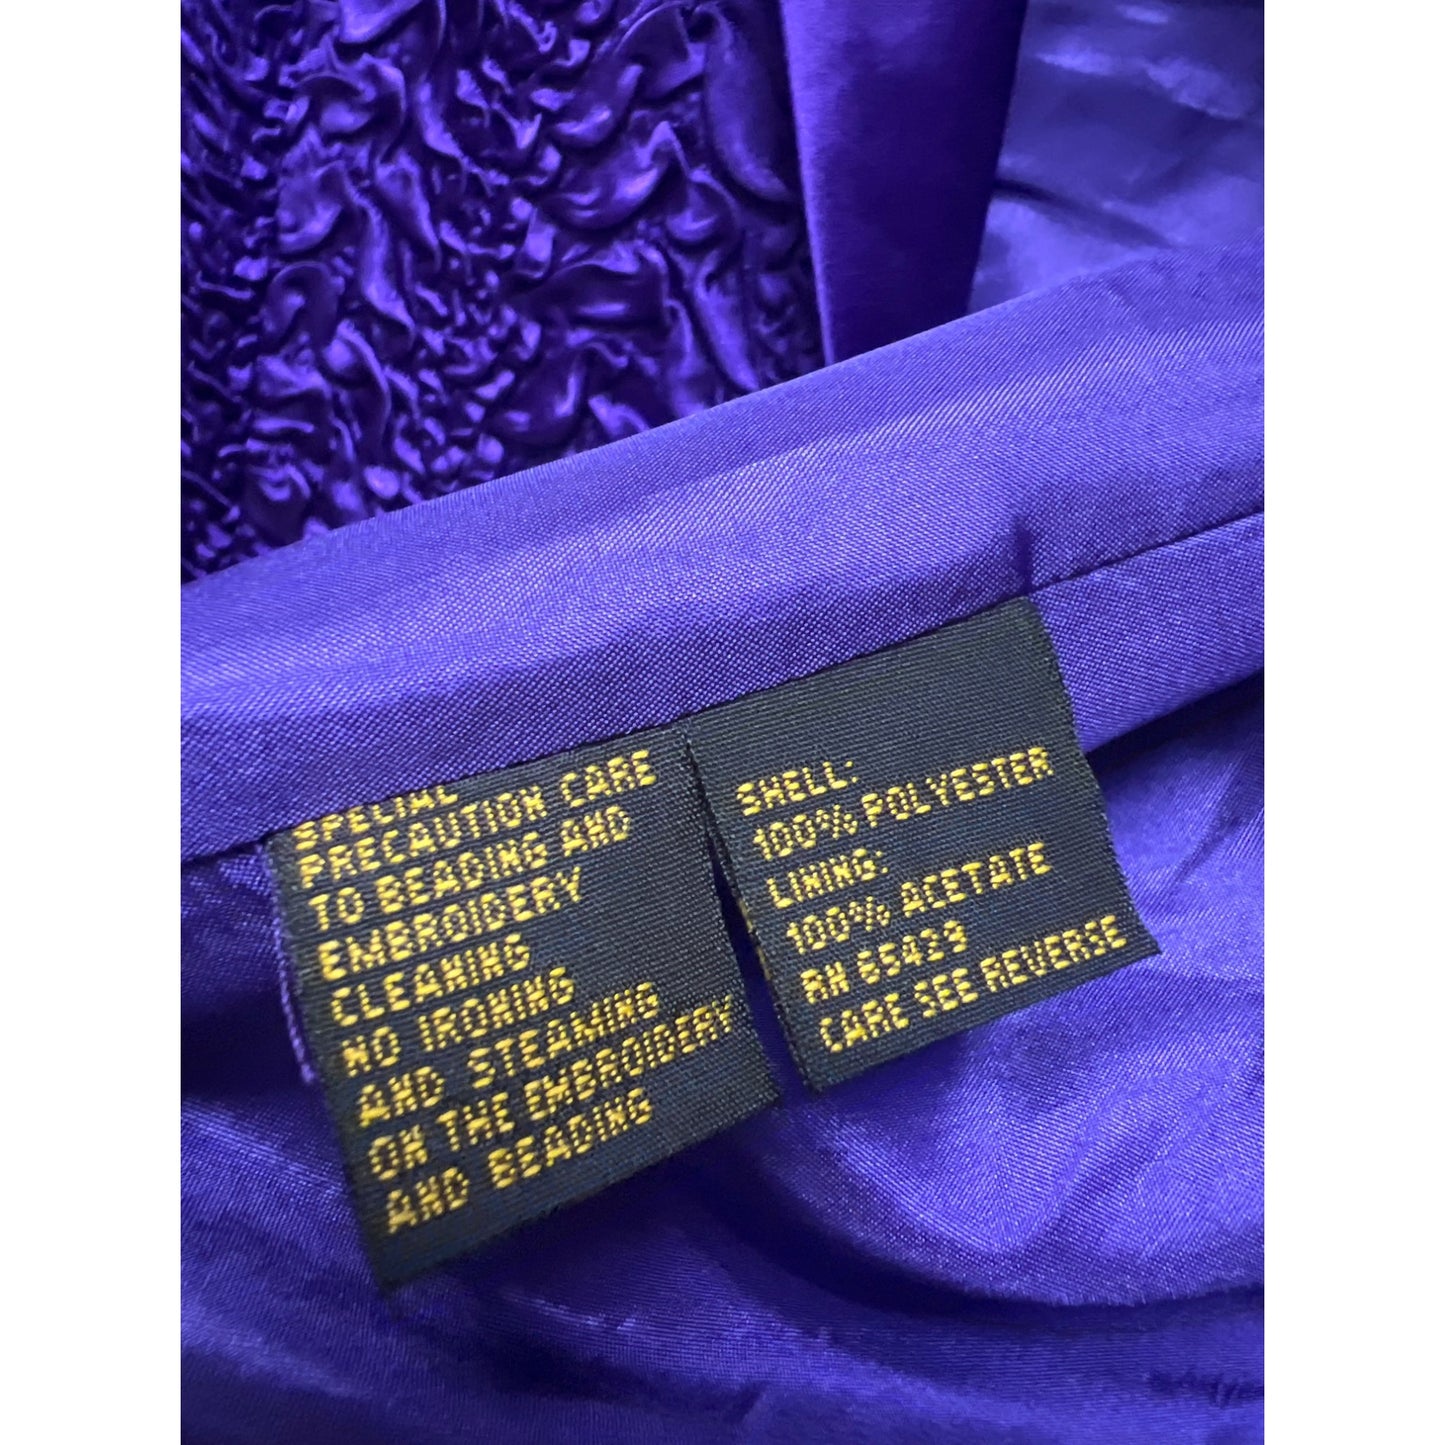 SPECIAL
PRECAUTION CARE
TO BEADING AND
EMBROIDERY
CLEANING
NO IRONING
AND STEAMING
ON THE EMBROIDERY
AND BEADING
SHELL:
100% POLYESTER
LINING:
100% ACETATE
RN 65429
CARE SEE REVERSE